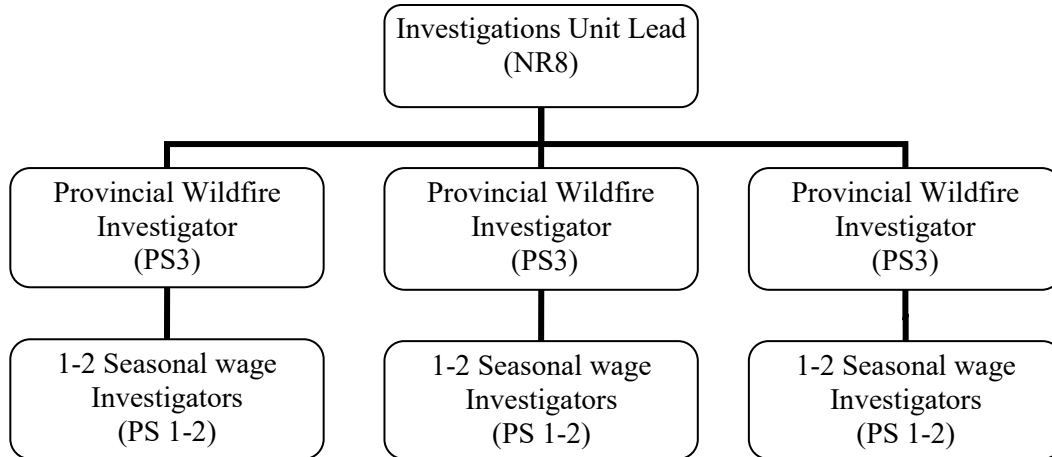 Investigations Unit Lead
(NR8)
Provincial Wildfire
Investigator
(PS3)
Provincial Wildfire
Investigator
(PS3)
Provincial Wildfire
Investigator
(PS3)
1-2 Seasonal wage
Investigators
(PS 1-2)
1-2 Seasonal wage
Investigators
(PS 1-2)
1-2 Seasonal wage
Investigators
(PS 1-2)